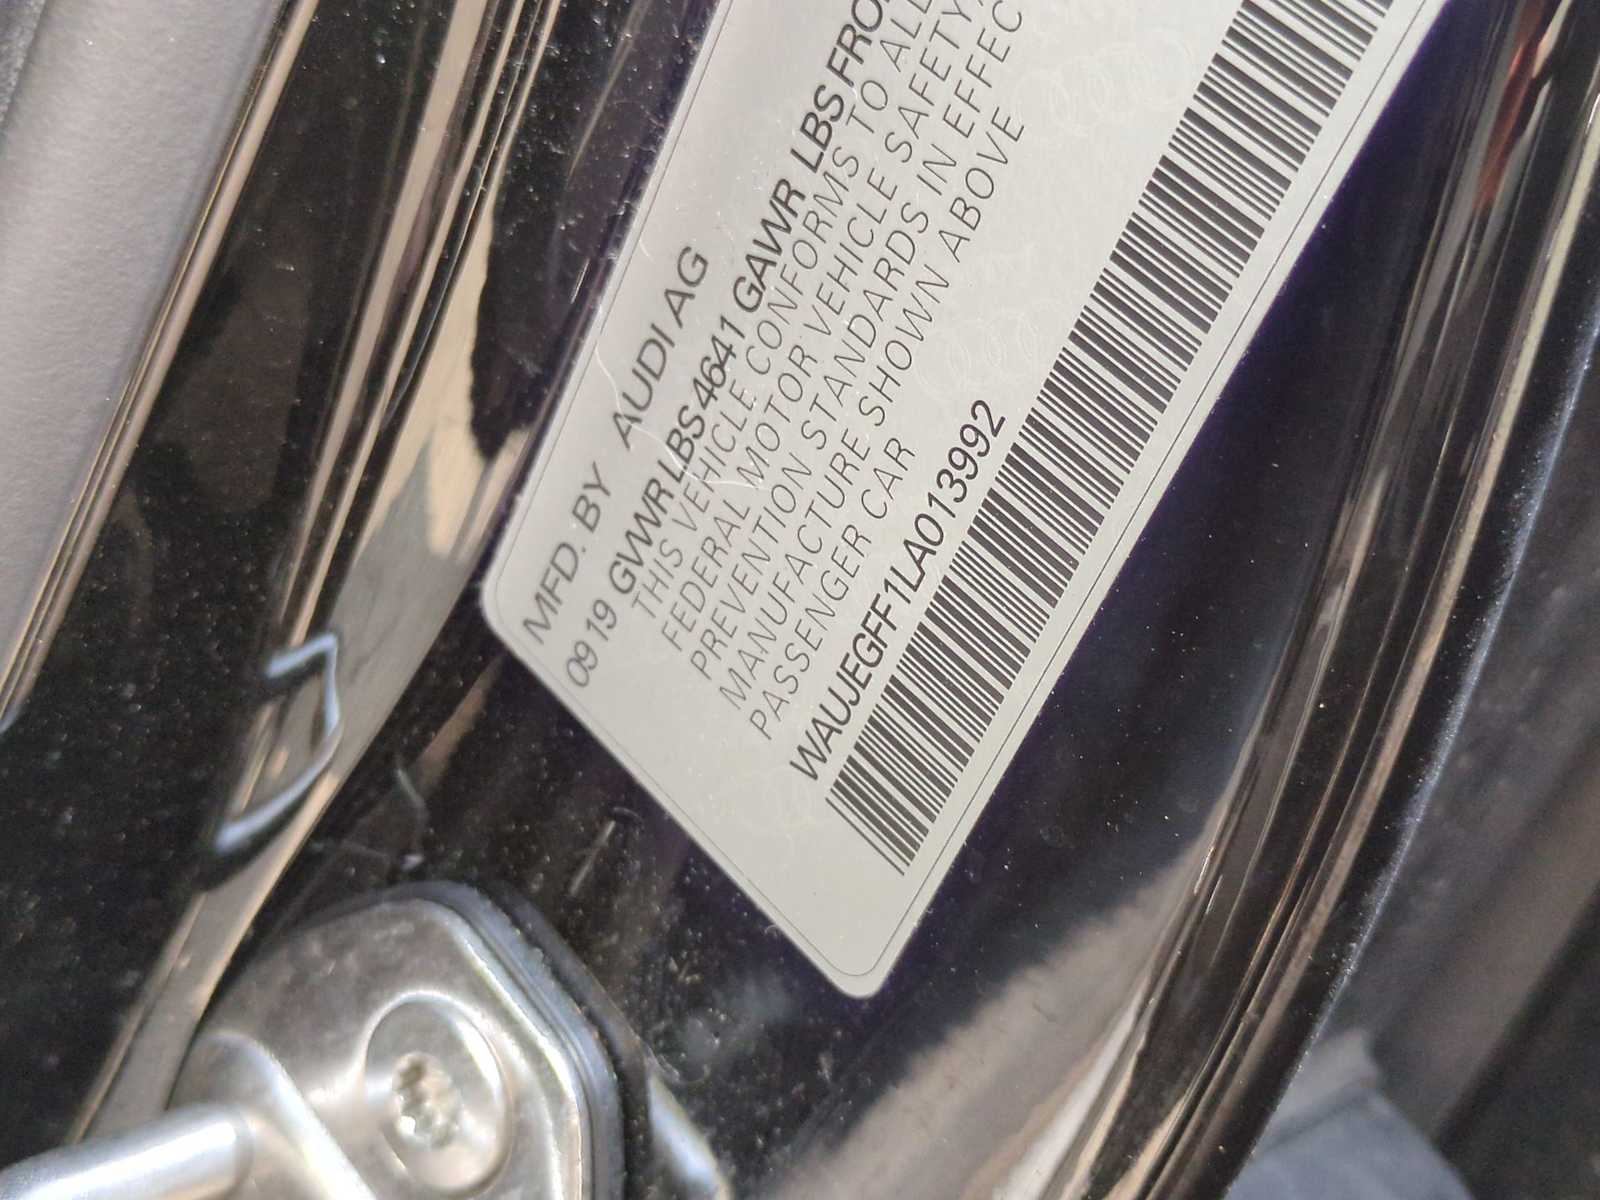 MFD. BY AUDI AG
09 19 GVWR LBS 4641 GAWR LBS FRO
THIS VEHICLE CONFORMS TO ALL
FEDERAL MOTOR VEHICLE SAFETY
PREVENTION STANDARDS IN EFFEC
MANUFACTURE SHOWN ABOVE
PASSENGER CAR
WAUJEGFF1LA013992